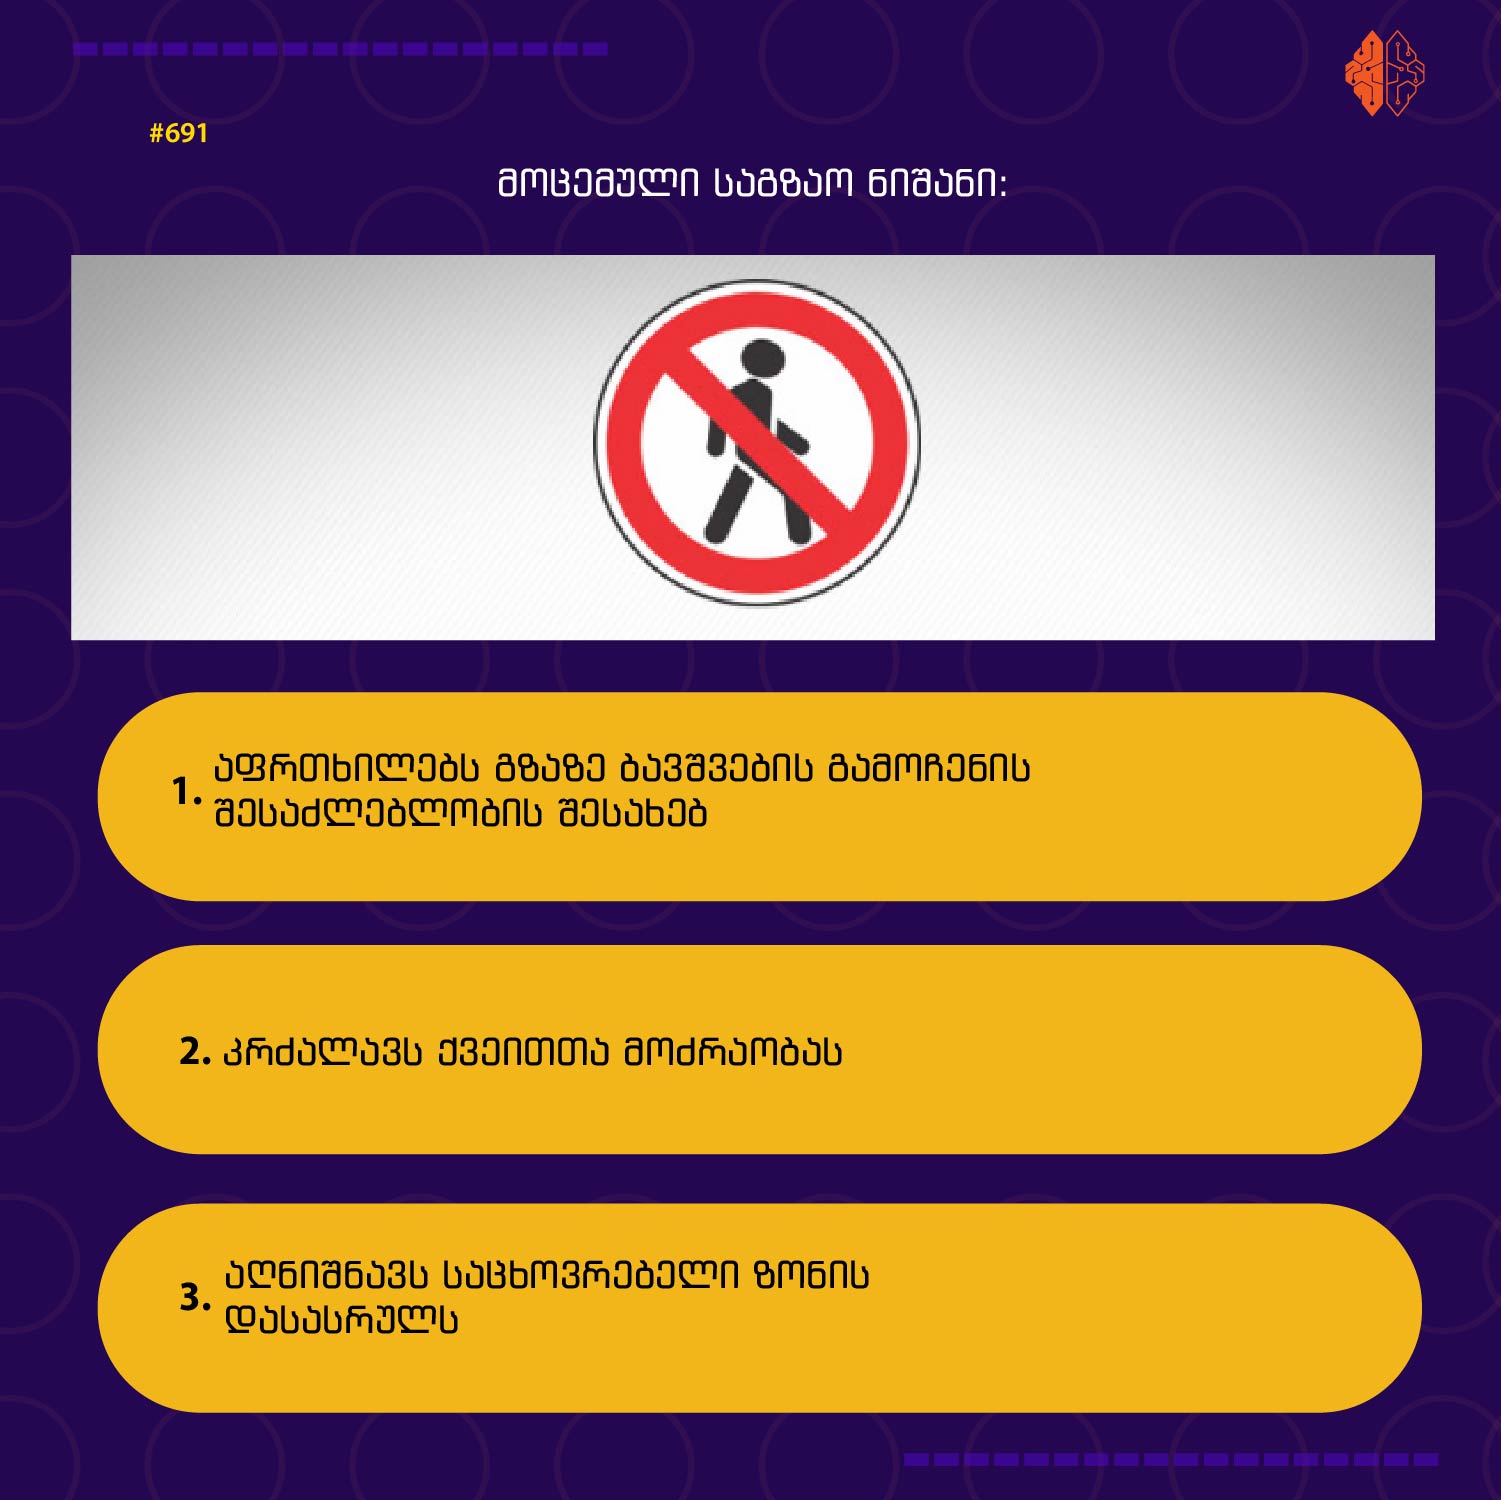 #691
მოცემული საგზაო ნიშანი:
1. აფრთხილებს გზაზე ბავშვების გამოჩენის
შესაძლებლობის შესახებ
2. კრძალავს ქვეითთა მოძრაობას
3. აღნიშნავს საცხოვრებელი ზონის
დასასრულს